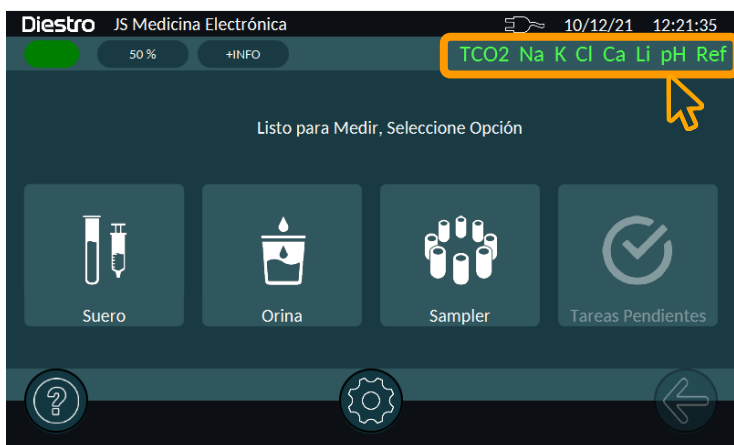 Diestro JS Medicina Electrónica 10/12/21 12:21:35
50 % +INFO TCO2 Na K Cl Ca Li pH Ref
Listo para Medir, Seleccione Opción
Suero Orina Sampler Tareas Pendientes
?